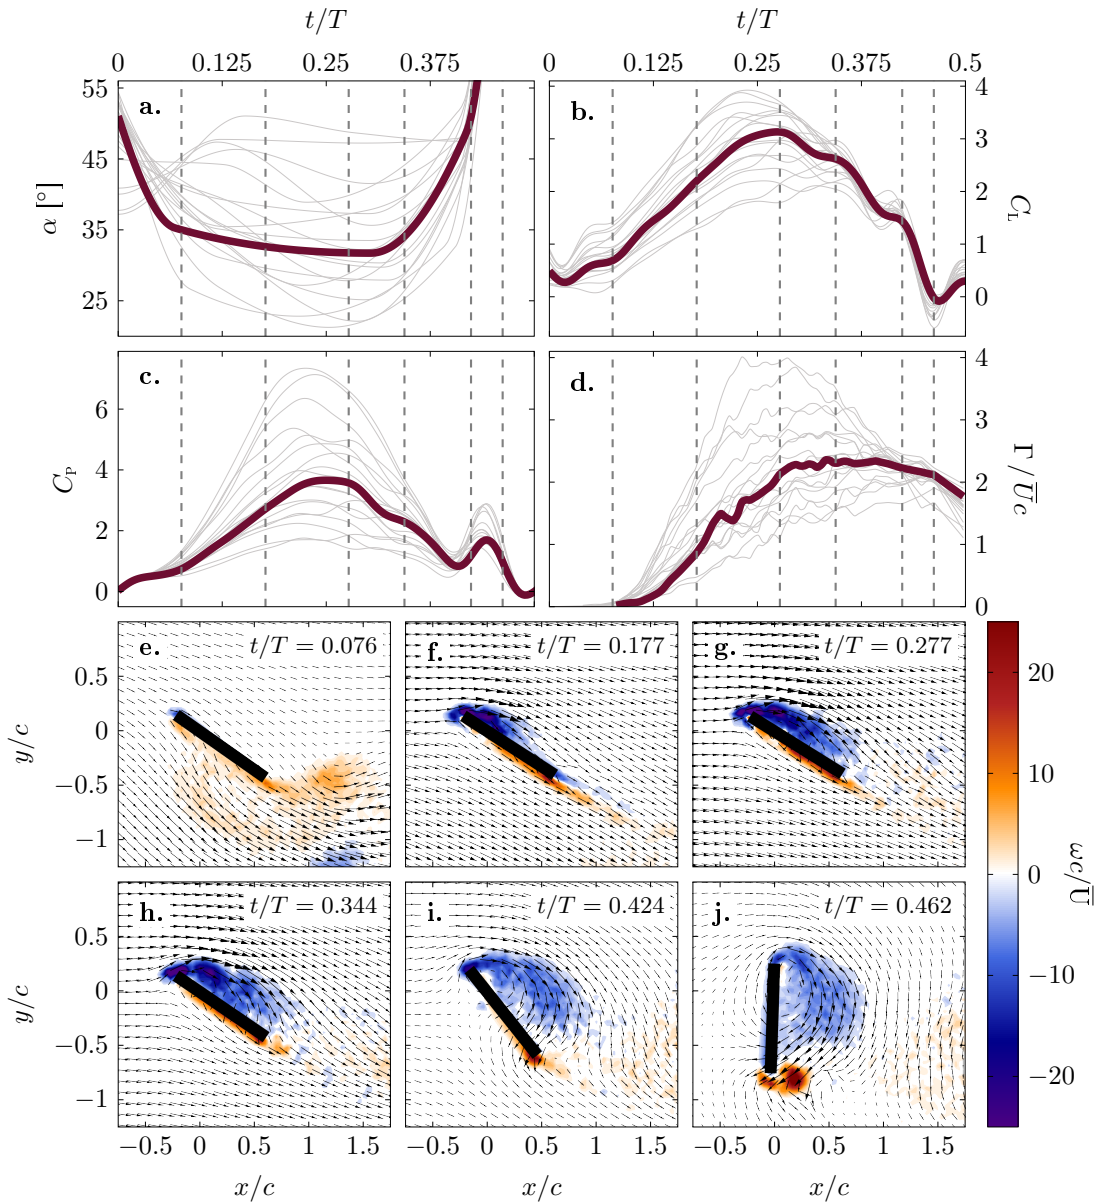 t/T t/T
0 0.125 0.25 0.375 0 0.125 0.25 0.375 0.5
a. b.
55 45 35 25
α [°]
4 3 2 1 0
C_L
c. d.
6 4 2 0
C_P
4 3 2 1 0
Γ/U̅c
e. t/T = 0.076 f. t/T = 0.177 g. t/T = 0.277
0.5 0 −0.5 −1
y/c
h. t/T = 0.344 i. t/T = 0.424 j. t/T = 0.462
0.5 0 −0.5 −1
y/c
20 10 0 −10 −20
ωc/U̅
−0.5 0 0.5 1 1.5 −0.5 0 0.5 1 1.5 −0.5 0 0.5 1 1.5
x/c x/c x/c